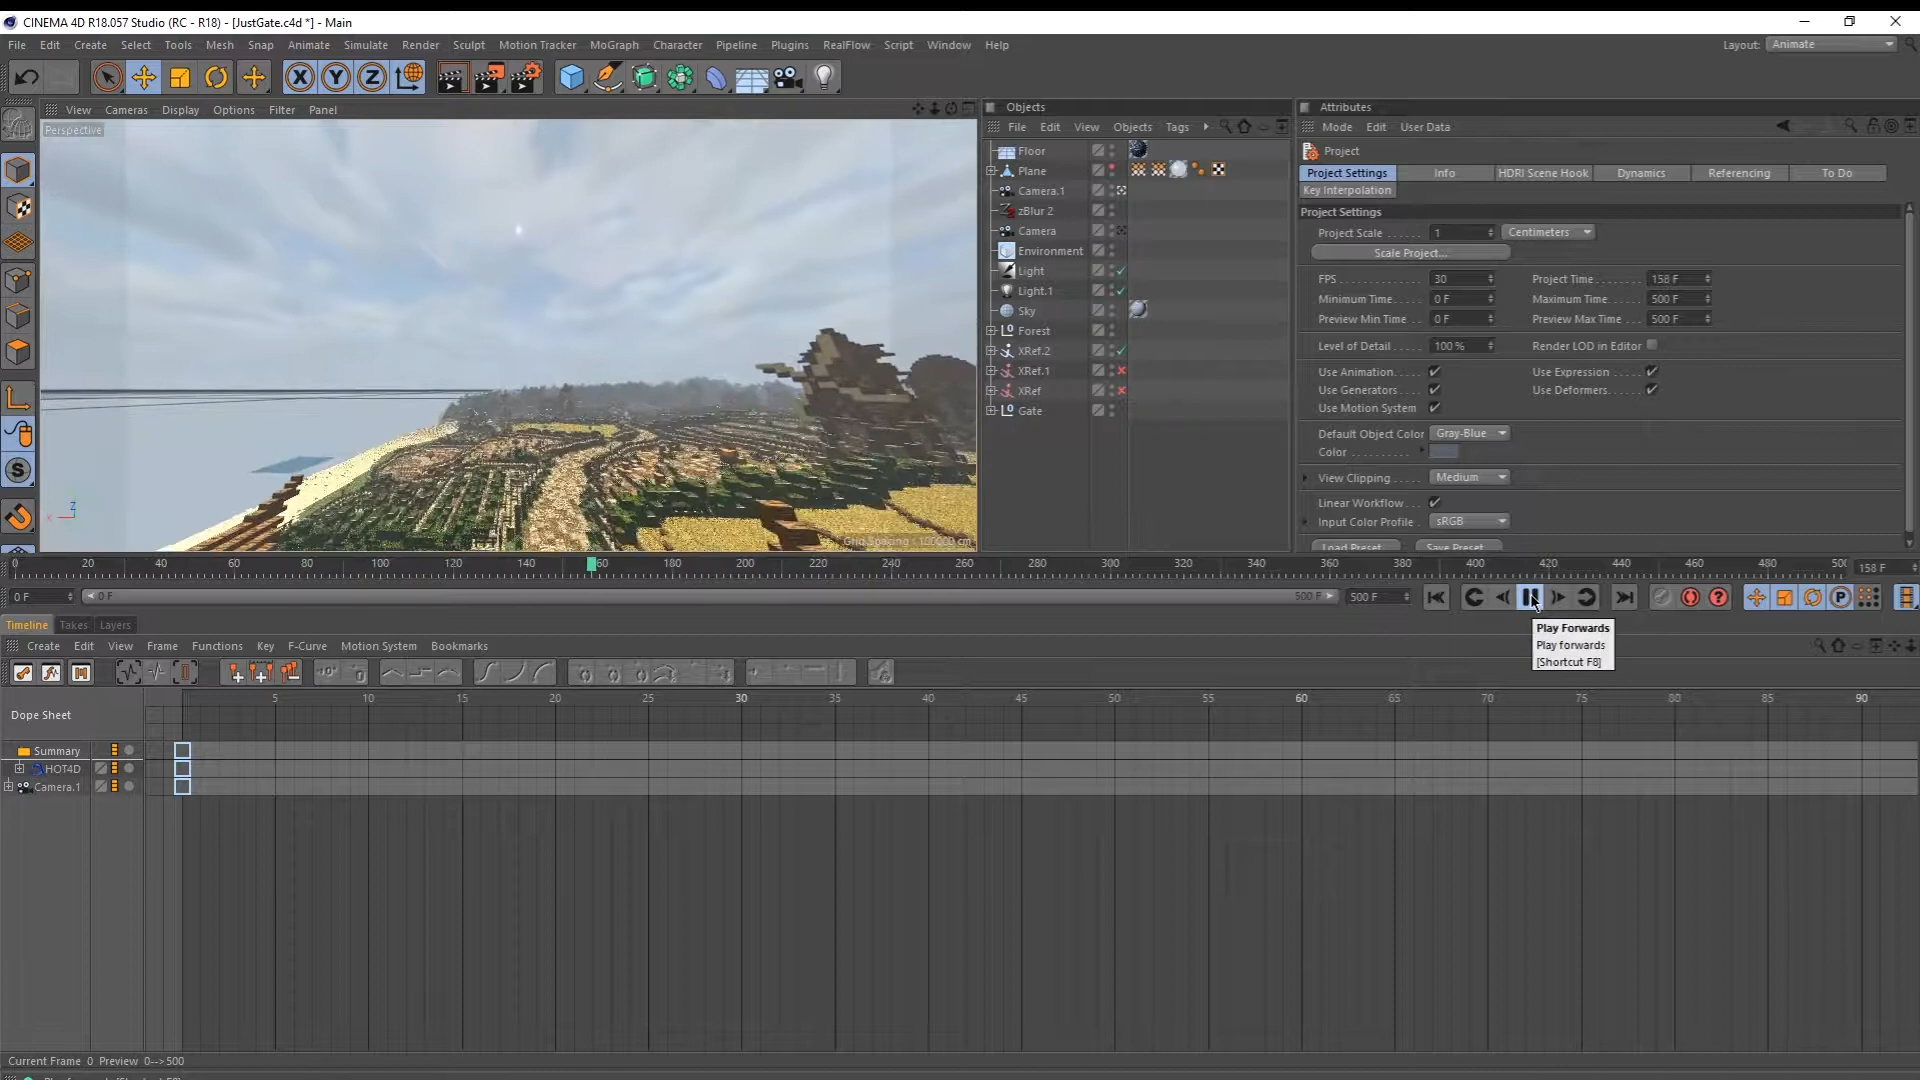 CINEMA 4D R18.057 Studio (RC - R18) - [JustGate.c4d *] - Main
File Edit Create Select Tools Mesh Snap Animate Simulate Render Sculpt Motion Tracker MoGraph Character Pipeline Plugins RealFlow Script Window Help Layout: Animate
X Y Z
View Cameras Display Options Filter Panel
Perspective
Grid Spacing : 100000 cm
Objects
File Edit View Objects Tags
Floor
Plane
Camera.1
zBlur 2
Camera
Environment
Light
Light.1
Sky
Forest
XRef.2
XRef.1
XRef
Gate
Attributes
Mode Edit User Data
Project
Project Settings Info HDRI Scene Hook Dynamics Referencing To Do
Key Interpolation
Project Settings
Project Scale ...... 1 Centimeters
Scale Project...
FPS 30 Project Time 158 F
Minimum Time 0 F Maximum Time 500 F
Preview Min Time 0 F Preview Max Time 500 F
Level of Detail 100 % Render LOD in Editor
Use Animation Use Expression
Use Generators Use Deformers
Use Motion System
Default Object Color Gray-Blue
Color
View Clipping Medium
Linear Workflow
Input Color Profile sRGB
Load Preset... Save Preset...
0 20 40 60 80 100 120 140 60 180 200 220 240 260 280 300 320 340 360 380 400 420 440 460 480 500 158 F
0 F 0 F 500 F 500 F
Play Forwards
Play forwards
[Shortcut F8]
Timeline Takes Layers
Create Edit View Frame Functions Key F-Curve Motion System Bookmarks
5 10 15 20 25 30 35 40 45 50 55 60 65 70 75 80 85 90
Dope Sheet
Summary
HOT4D
Camera.1
Current Frame 0 Preview 0-->500